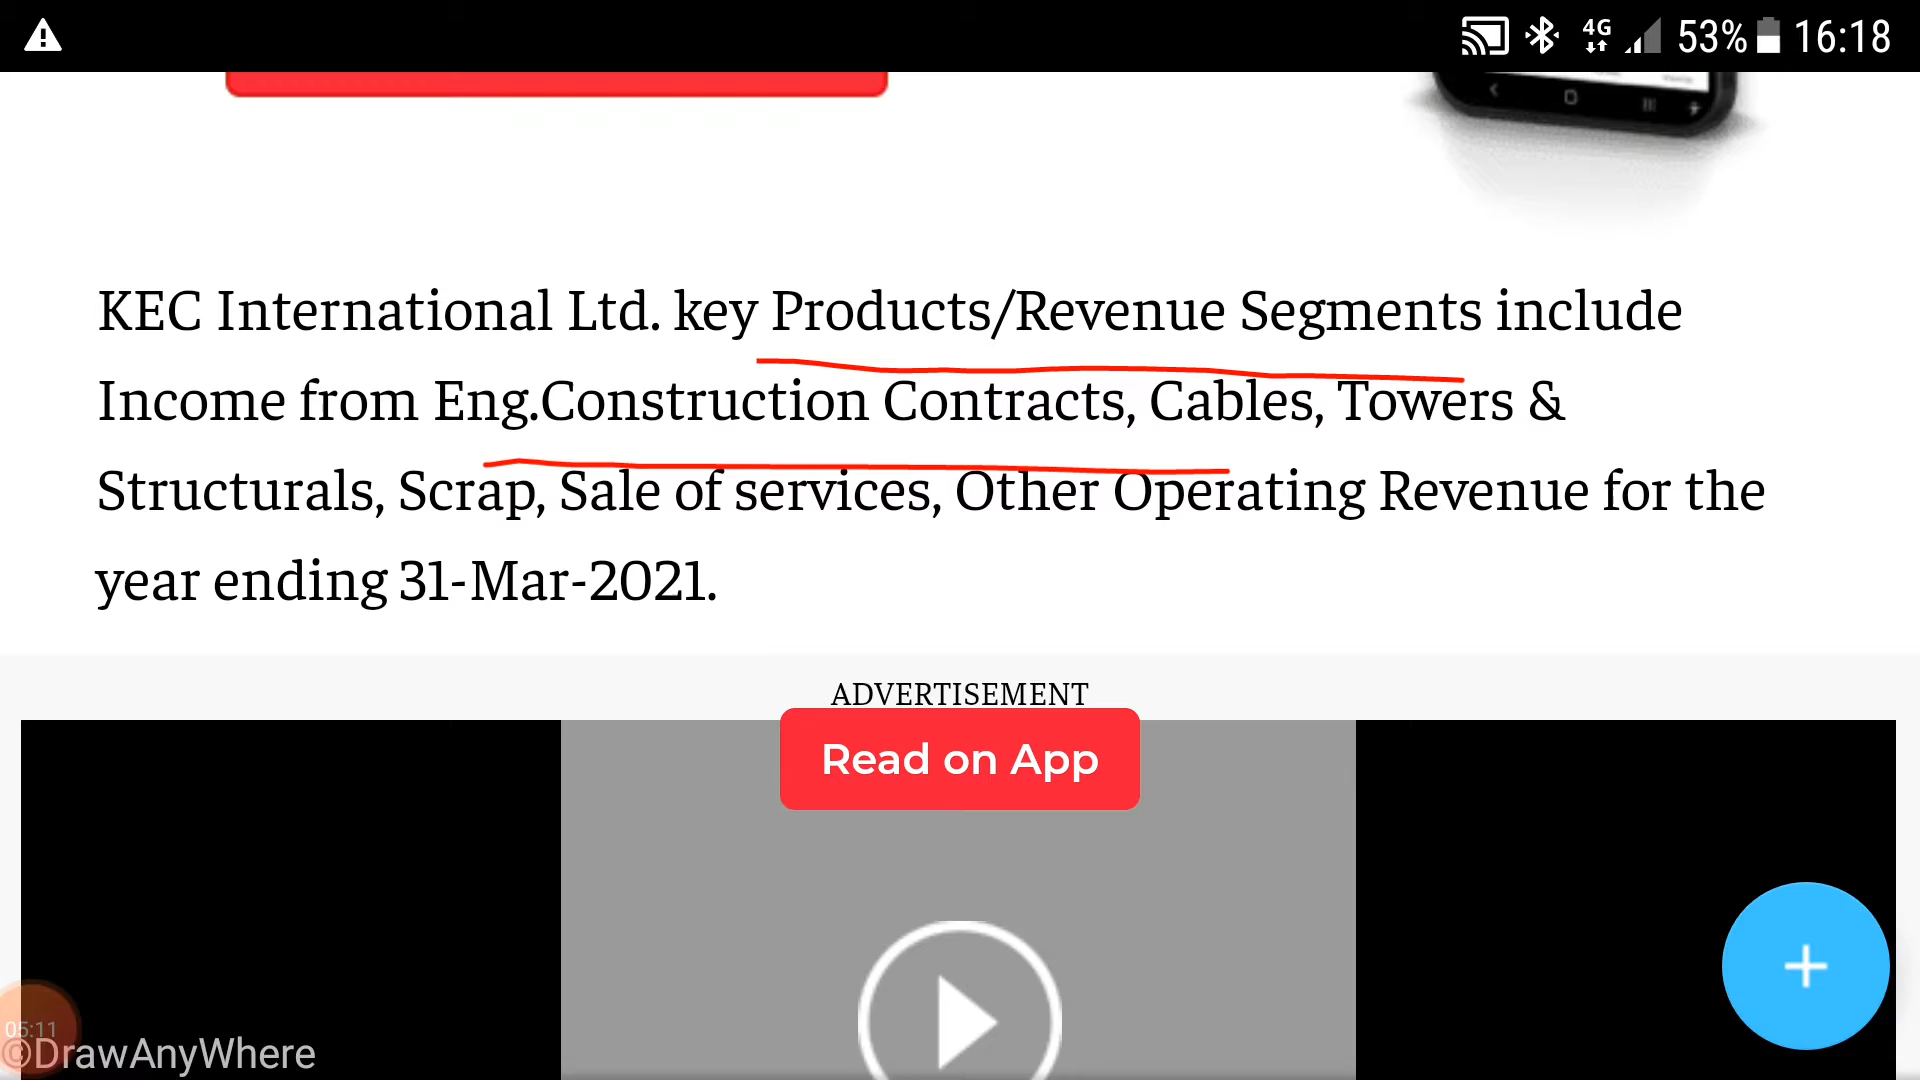 4G 53% 16:18
KEC International Ltd. key Products/Revenue Segments include
Income from Eng.Construction Contracts, Cables, Towers &
Structurals, Scrap, Sale of services, Other Operating Revenue for the
year ending 31-Mar-2021.
ADVERTISEMENT
Read on App
05:11
©DrawAnyWhere